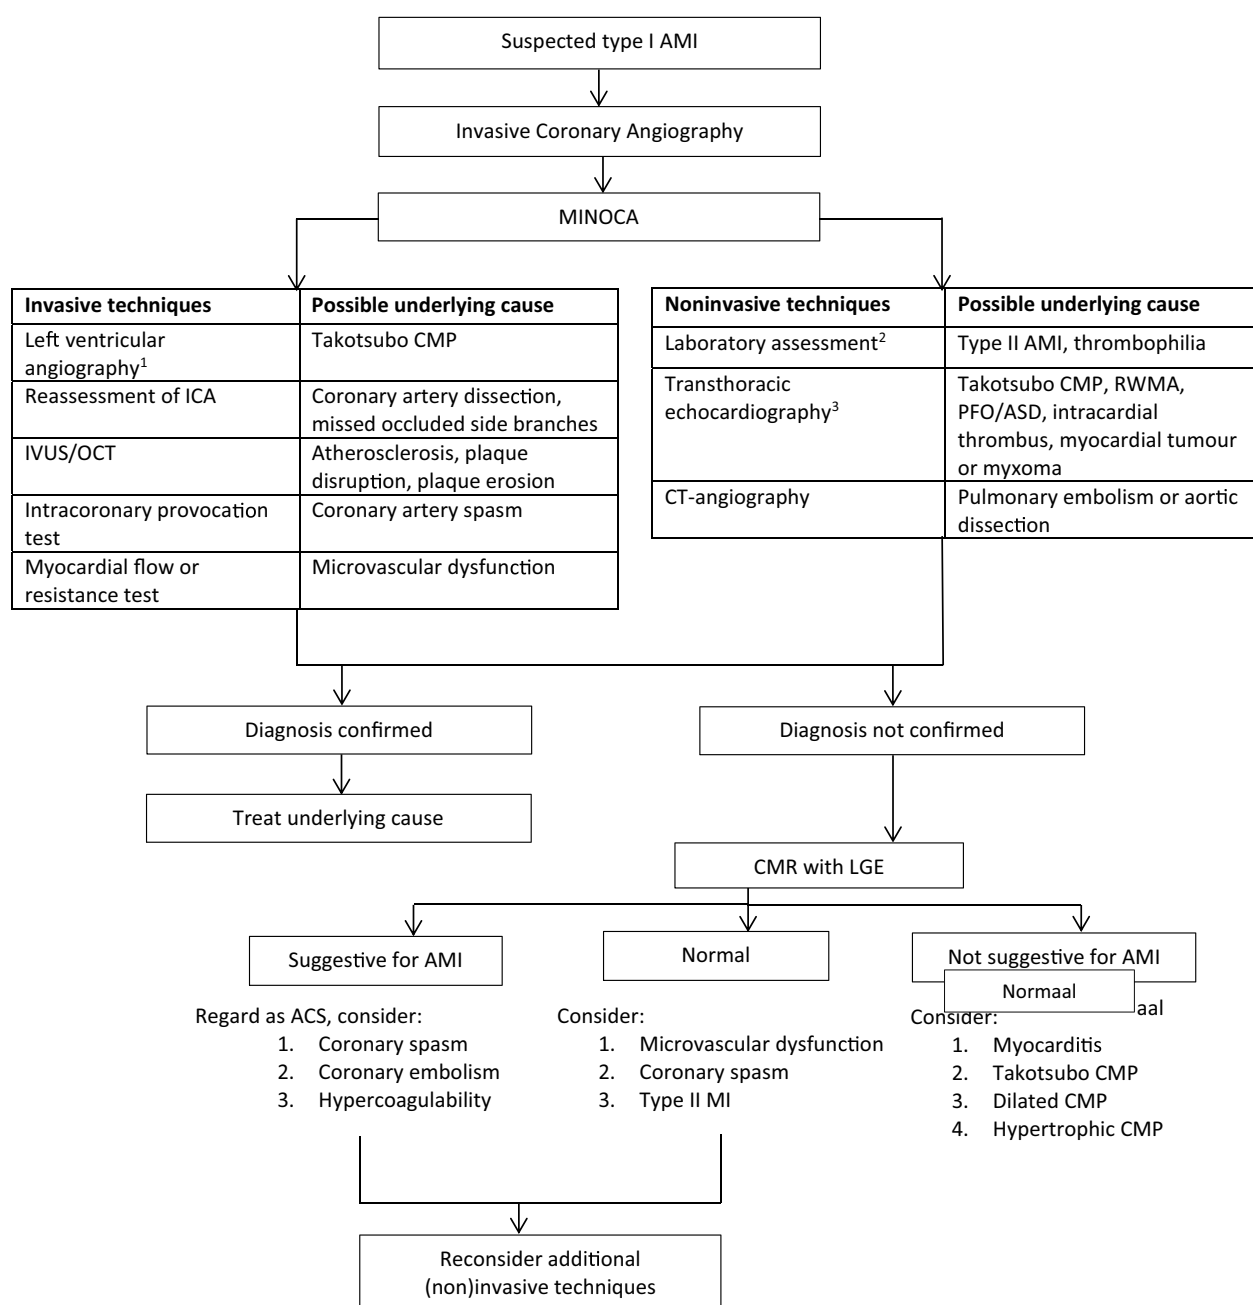 Suspected type I AMI
Invasive Coronary Angiography
MINOCA
Invasive techniques
Possible underlying cause
Left ventricular
angiography1
Takotsubo CMP
Reassessment of ICA
Coronary artery dissection,
missed occluded side branches
IVUS/OCT
Atherosclerosis, plaque
disruption, plaque erosion
Intracoronary provocation
test
Coronary artery spasm
Myocardial flow or
resistance test
Microvascular dysfunction
Noninvasive techniques
Possible underlying cause
Laboratory assessment2
Type II AMI, thrombophilia
Transthoracic
echocardiography3
Takotsubo CMP, RWMA,
PFO/ASD, intracardial
thrombus, myocardial tumour
or myxoma
CT-angiography
Pulmonary embolism or aortic
dissection
Diagnosis confirmed
Diagnosis not confirmed
Treat underlying cause
CMR with LGE
Suggestive for AMI
Regard as ACS, consider:
1. Coronary spasm
2. Coronary embolism
3. Hypercoagulability
Normal
Consider:
1. Microvascular dysfunction
2. Coronary spasm
3. Type II MI
Not suggestive for AMI
Normaal
aal
Consider:
1. Myocarditis
2. Takotsubo CMP
3. Dilated CMP
4. Hypertrophic CMP
Reconsider additional
(non)invasive techniques